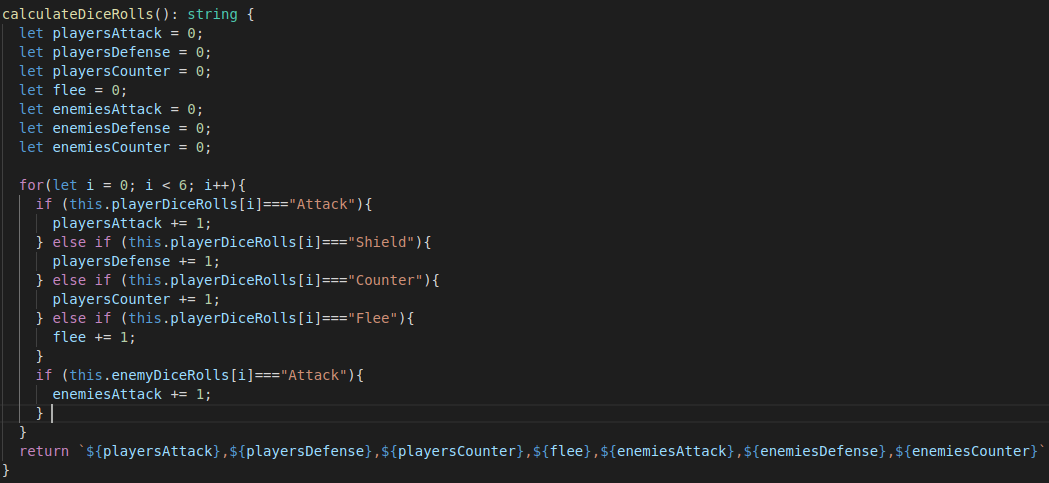 calculateDiceRolls(): string {
  let playersAttack = 0;
  let playersDefense = 0;
  let playersCounter = 0;
  let flee = 0;
  let enemiesAttack = 0;
  let enemiesDefense = 0;
  let enemiesCounter = 0;

  for(let i = 0; i < 6; i++){
    if (this.playerDiceRolls[i]==="Attack"){
      playersAttack += 1;
    } else if (this.playerDiceRolls[i]==="Shield"){
      playersDefense += 1;
    } else if (this.playerDiceRolls[i]==="Counter"){
      playersCounter += 1;
    } else if (this.playerDiceRolls[i]==="Flee"){
      flee += 1;
    }
    if (this.enemyDiceRolls[i]==="Attack"){
      enemiesAttack += 1;
    }
  }
  return `${playersAttack},${playersDefense},${playersCounter},${flee},${enemiesAttack},${enemiesDefense},${enemiesCounter}`
}